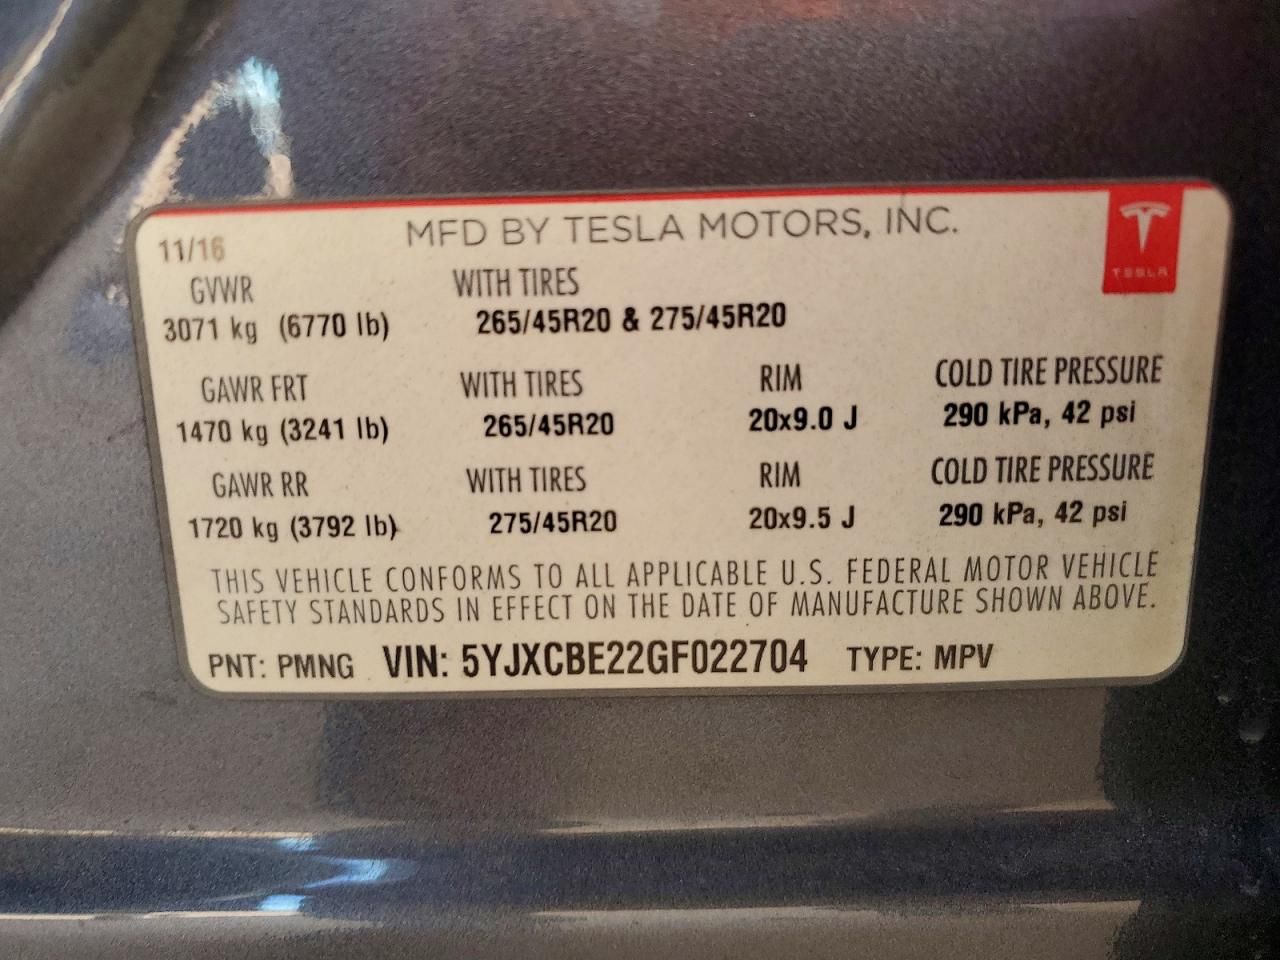 MFD BY TESLA MOTORS, INC.
TESLA
11/16
GVWR WITH TIRES
3071 kg (6770 lb) 265/45R20 & 275/45R20
GAWR FRT WITH TIRES RIM COLD TIRE PRESSURE
1470 kg (3241 lb) 265/45R20 20x9.0 J 290 kPa, 42 psi
GAWR RR WITH TIRES RIM COLD TIRE PRESSURE
1720 kg (3792 lb) 275/45R20 20x9.5 J 290 kPa, 42 psi
THIS VEHICLE CONFORMS TO ALL APPLICABLE U.S. FEDERAL MOTOR VEHICLE
SAFETY STANDARDS IN EFFECT ON THE DATE OF MANUFACTURE SHOWN ABOVE.
PNT: PMNG VIN: 5YJXCBE22GF022704 TYPE: MPV